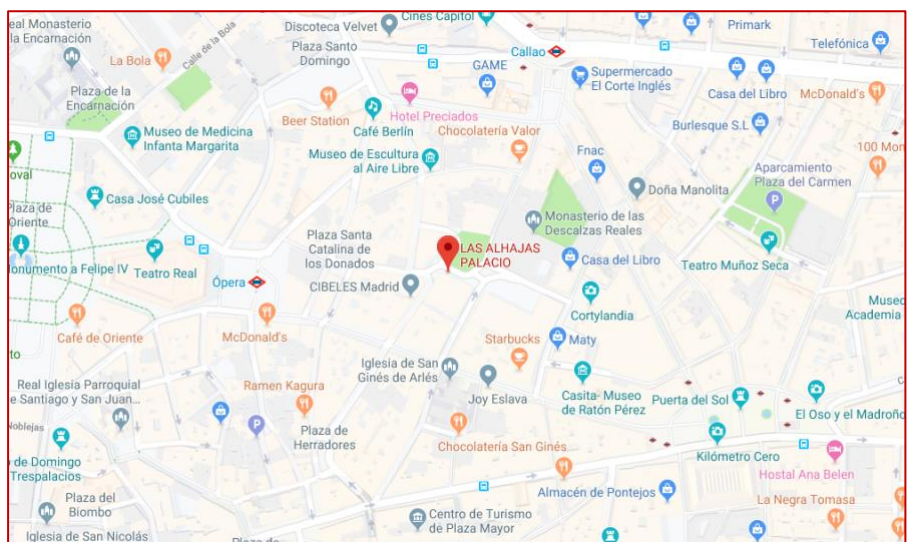 eal Monasterio
la Encarnación
Discoteca Velvet
Cines Capitol
Primark
La Bola
Calle de la Bola
Plaza Santo
Domingo
Callao
Telefónica
GAME
Supermercado
El Corte Inglés
Plaza de la
Encarnación
Casa del Libro
McDonald's
Beer Station
Hotel Preciados
Café Berlín
Chocolatería Valor
Burlesque S.L
Museo de Medicina
Infanta Margarita
Museo de Escultura
al Aire Libre
Fnac
100 Mon
Aparcamiento
Plaza del Carmen
P
oval
Doña Manolita
Casa José Cubiles
Plaza de
Oriente
Monasterio de las
Descalzas Reales
Plaza Santa
Catalina de
los Donados
LAS ALHAJAS
PALACIO
Casa del Libro
Monumento a Felipe IV
Teatro Real
Teatro Muñoz Seca
Ópera
CIBELES Madrid
Cortylandia
Museo
Academia
Café de Oriente
McDonald's
Starbucks
Maty
to
Iglesia de San
Ginés de Arlés
Real Iglesia Parroquial
e Santiago y San Juan...
Ramen Kagura
Joy Eslava
Casita- Museo
de Ratón Pérez
Puerta del Sol
El Oso y el Madroño
Noblejas
P
Plaza de
Herradores
Chocolatería San Ginés
Kilómetro Cero
o de Domingo
Trespalacios
Hostal Ana Belen
Almacén de Pontejos
La Negra Tomasa
Plaza del
Biombo
Centro de Turismo
de Plaza Mayor
Iglesia de San Nicolás